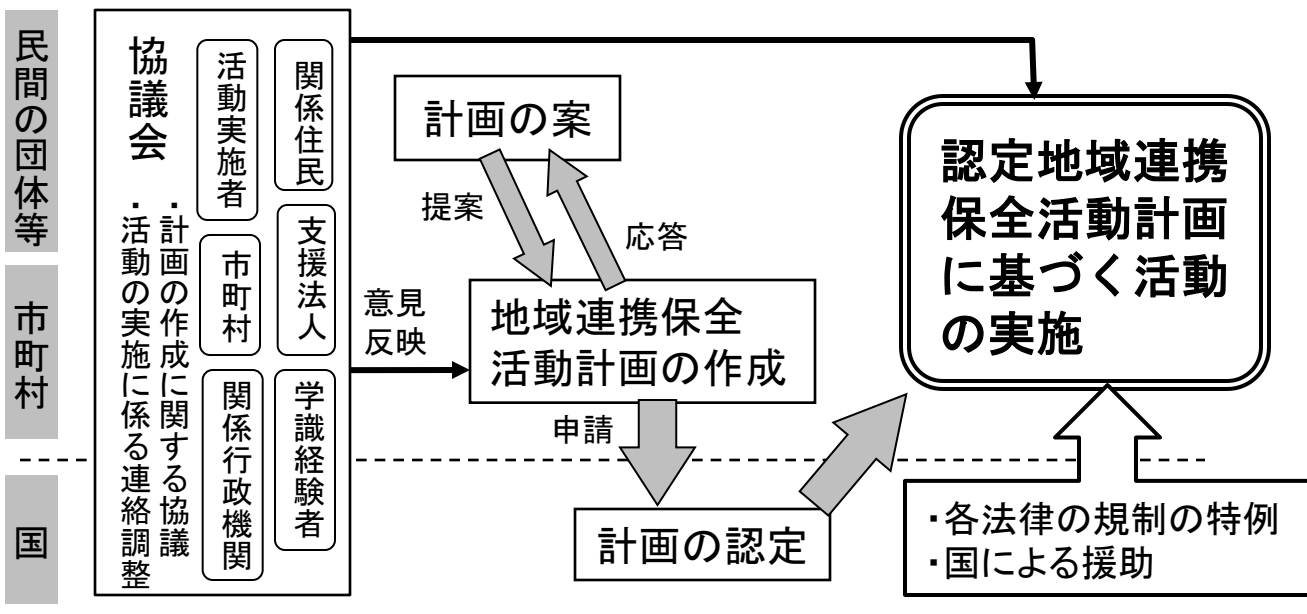 民間の団体等
市町村
国
協議会
・計画の作成に関する協議
・活動の実施に係る連絡調整
活動実施者
関係住民
市町村
支援法人
関係行政機関
学識経験者
計画の案
提案
応答
意見
反映
地域連携保全
活動計画の作成
申請
計画の認定
認定地域連携
保全活動計画
に基づく活動
の実施
・各法律の規制の特例
・国による援助